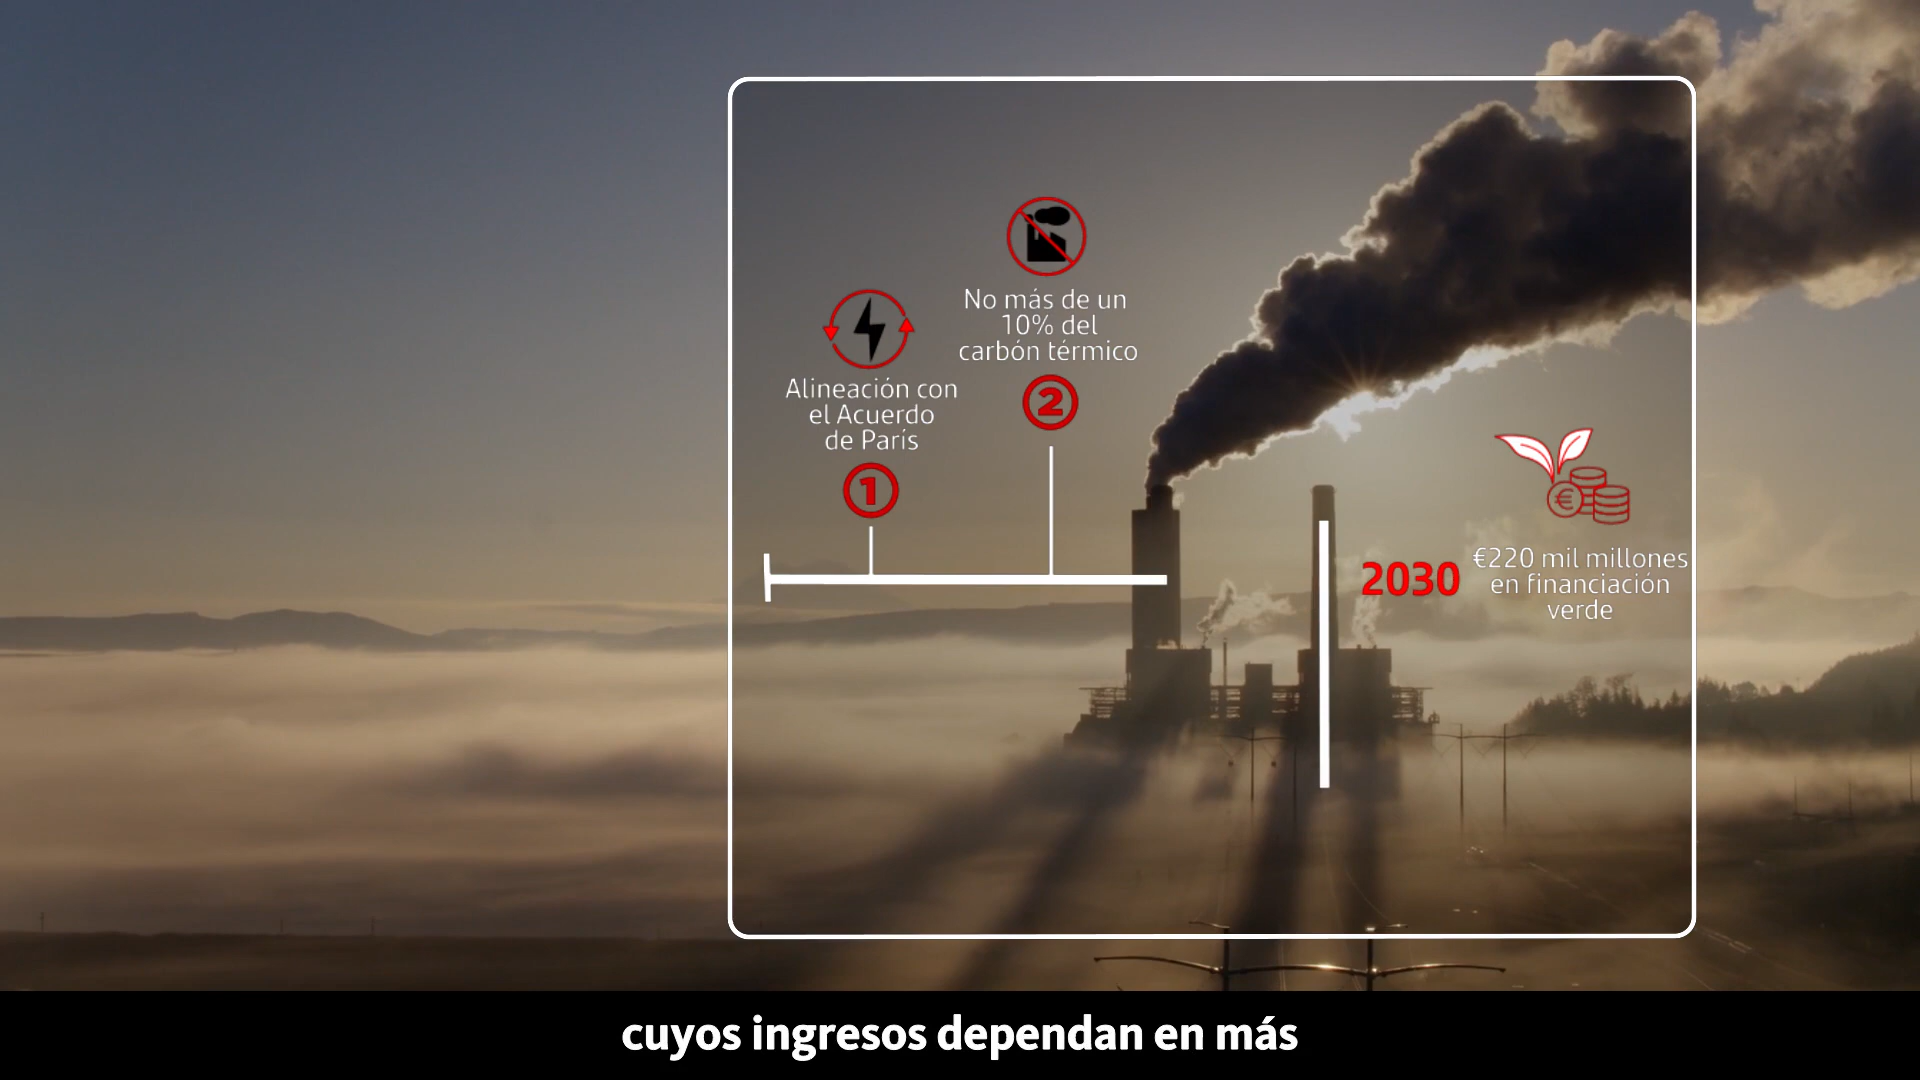 No más de un
10% del
carbón térmico
2
Alineación con
el Acuerdo
de París
1
2030
€220 mil millones
en financiación
verde
cuyos ingresos dependan en más